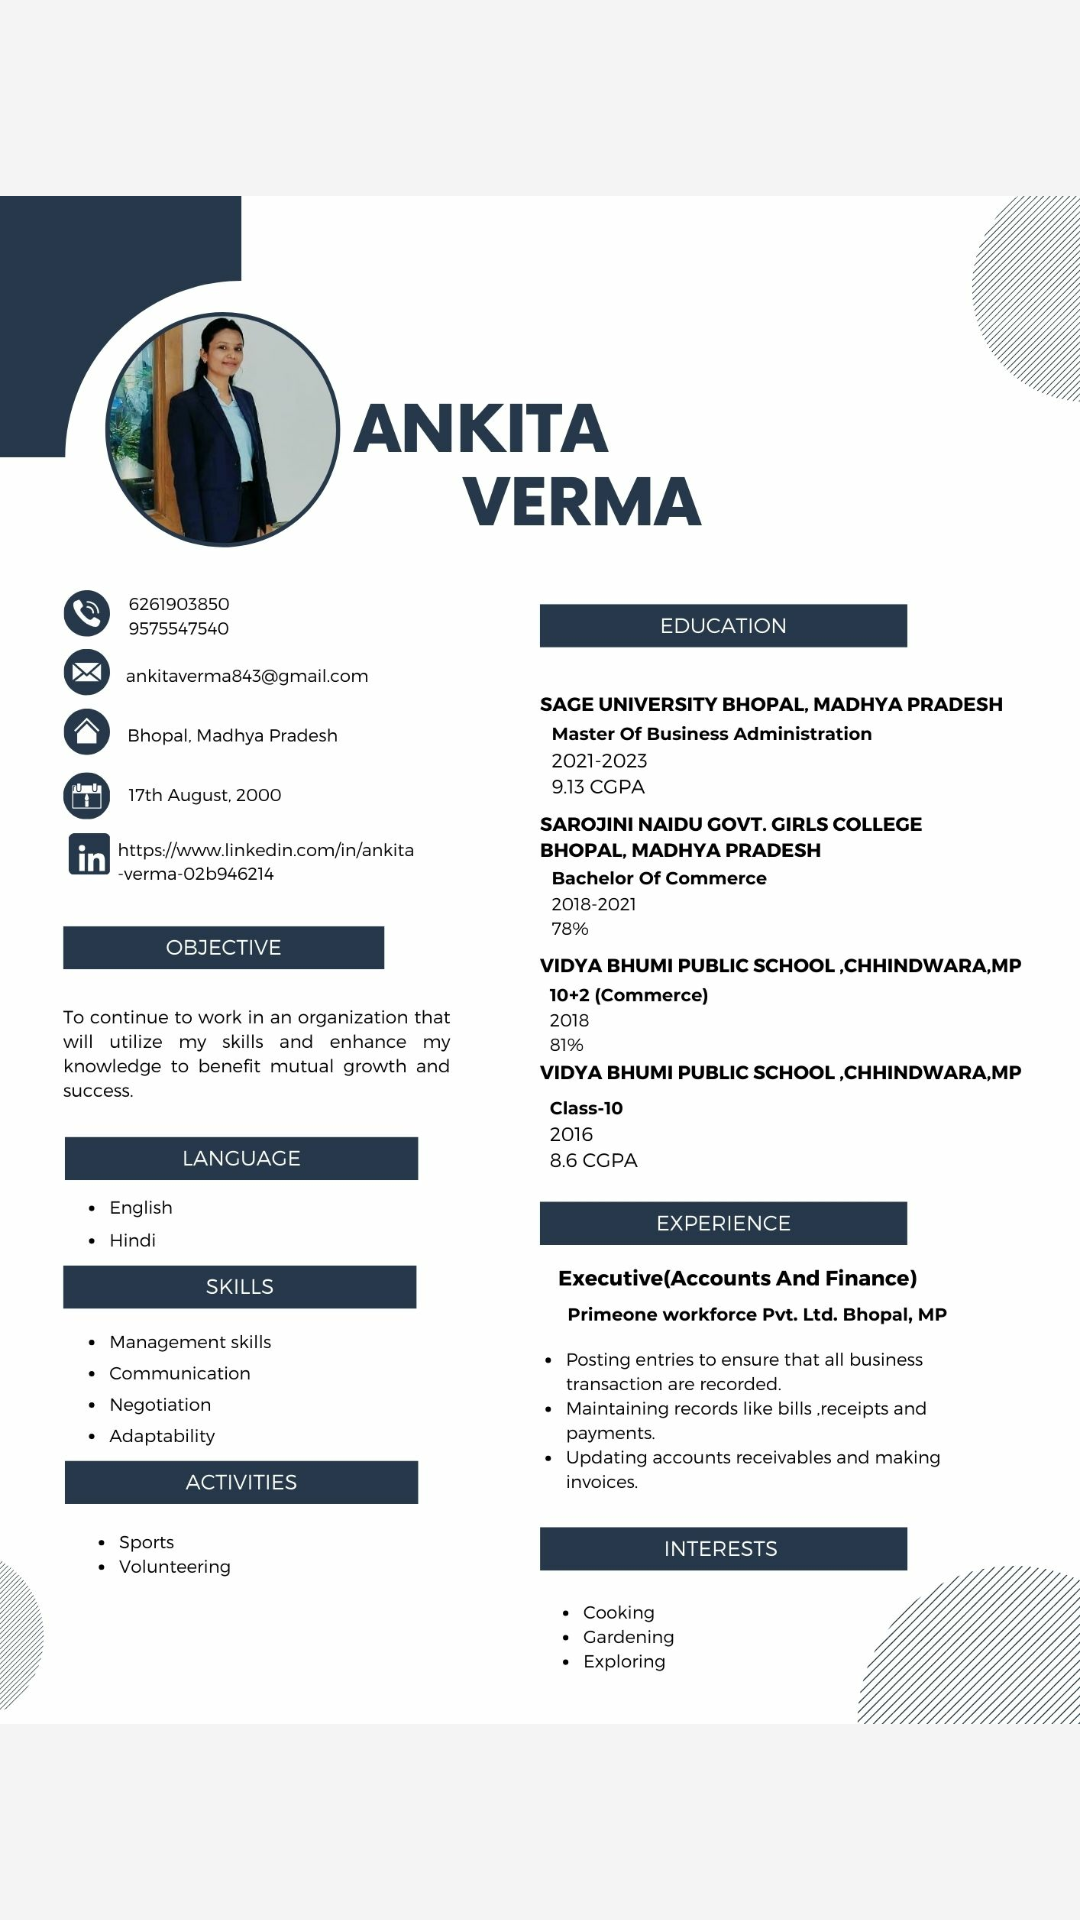 ANKITA
VERMA
6261903850
9575547540
ankitaverma843@gmail.com
Bhopal, Madhya Pradesh
17th August, 2000
in
https://www.linkedin.com/in/ankita
-verma-02b946214
OBJECTIVE
To continue to work in an organization that
will utilize my skills and enhance my
knowledge to benefit mutual growth and
success.
LANGUAGE
• English
• Hindi
SKILLS
• Management skills
• Communication
• Negotiation
• Adaptability
ACTIVITIES
• Sports
• Volunteering
EDUCATION
SAGE UNIVERSITY BHOPAL, MADHYA PRADESH
Master Of Business Administration
2021-2023
9.13 CGPA
SAROJINI NAIDU GOVT. GIRLS COLLEGE
BHOPAL, MADHYA PRADESH
Bachelor Of Commerce
2018-2021
78%
VIDYA BHUMI PUBLIC SCHOOL ,CHHINDWARA,MP
10+2 (Commerce)
2018
81%
VIDYA BHUMI PUBLIC SCHOOL ,CHHINDWARA,MP
Class-10
2016
8.6 CGPA
EXPERIENCE
Executive(Accounts And Finance)
Primeone workforce Pvt. Ltd. Bhopal, MP
• Posting entries to ensure that all business
transaction are recorded.
• Maintaining records like bills ,receipts and
payments.
• Updating accounts receivables and making
invoices.
INTERESTS
• Cooking
• Gardening
• Exploring